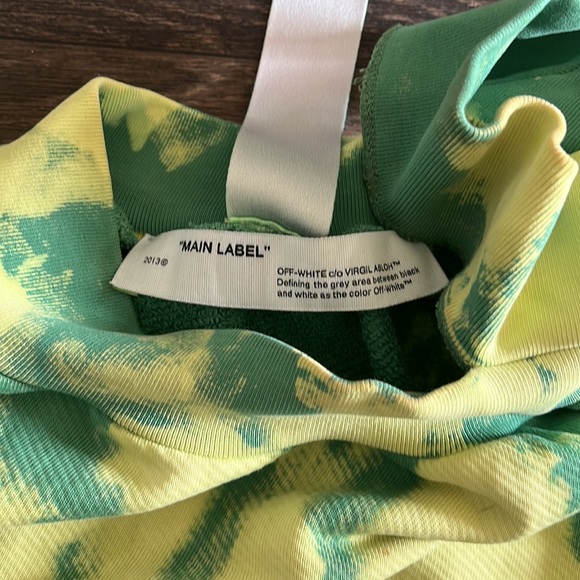 "MAIN LABEL"
2013©
OFF-WHITE c/o VIRGIL ABLOH™
Defining the grey area between black
and white as the color Off-White™